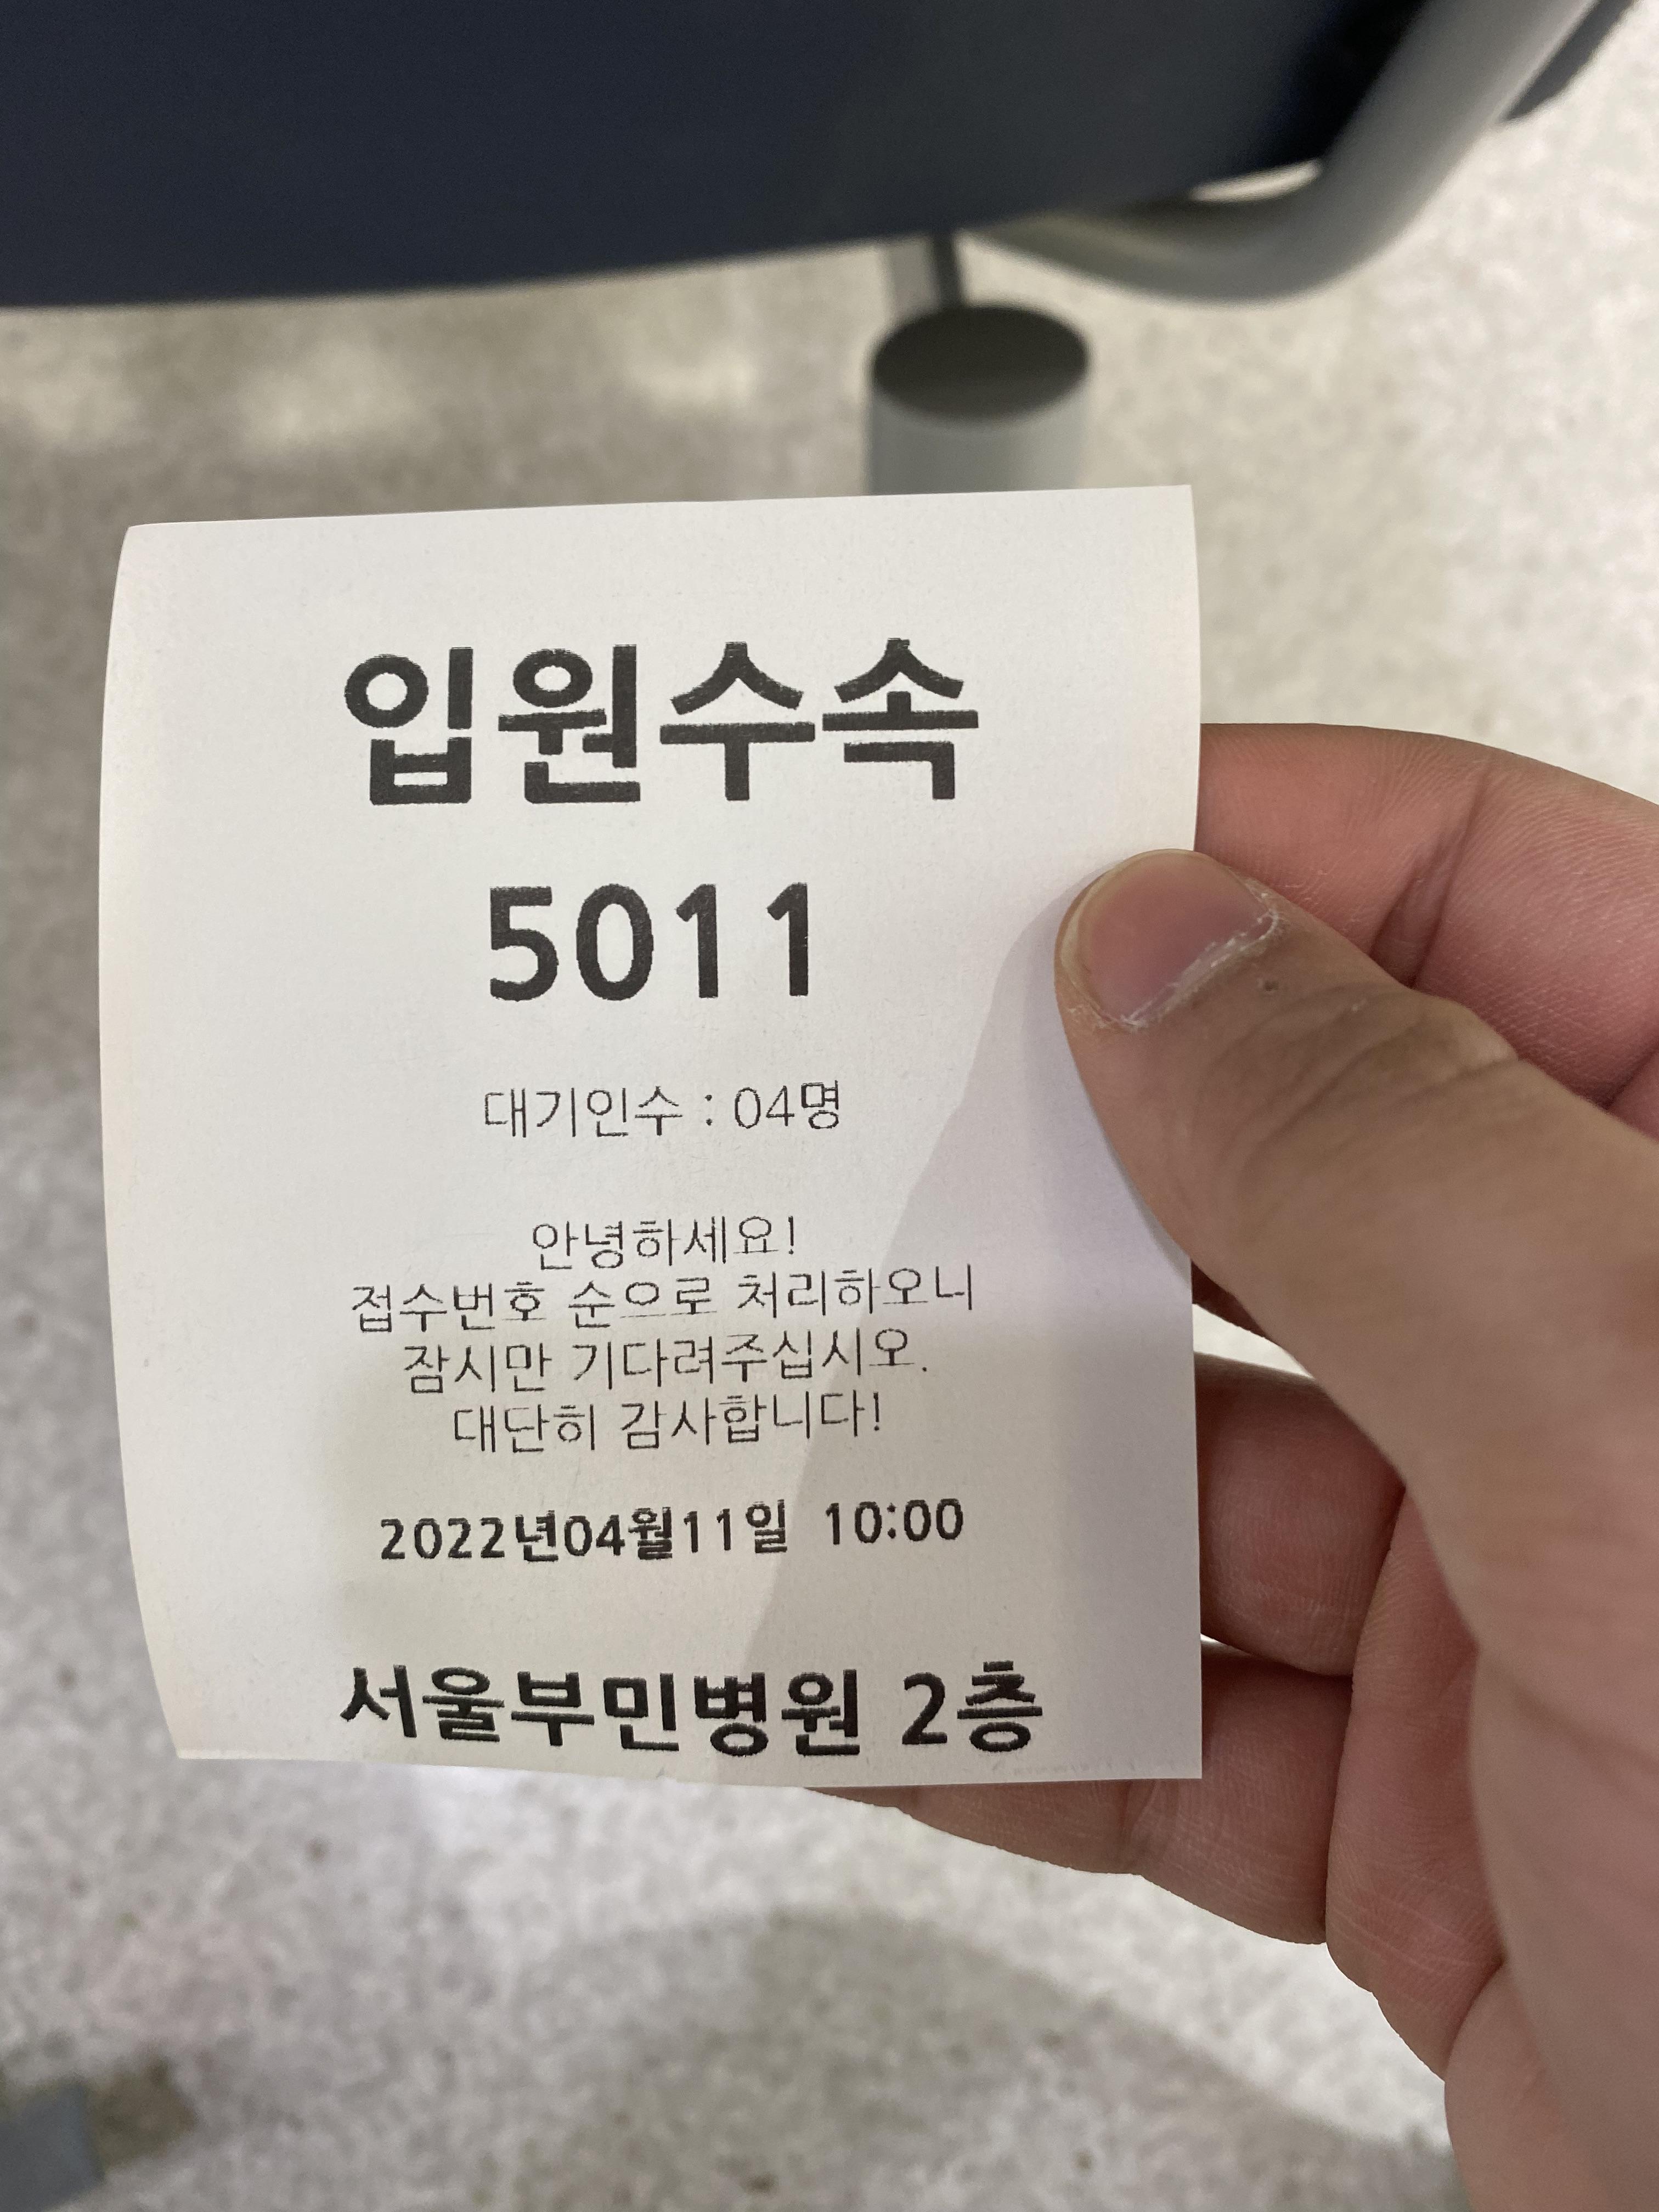 입원수속
5011
대기인수 : 04명
안녕하세요!
접수번호 순으로 처리하오니
잠시만 기다려주십시오.
대단히 감사합니다!
2022년04월11일 10:00
서울부민병원 2층